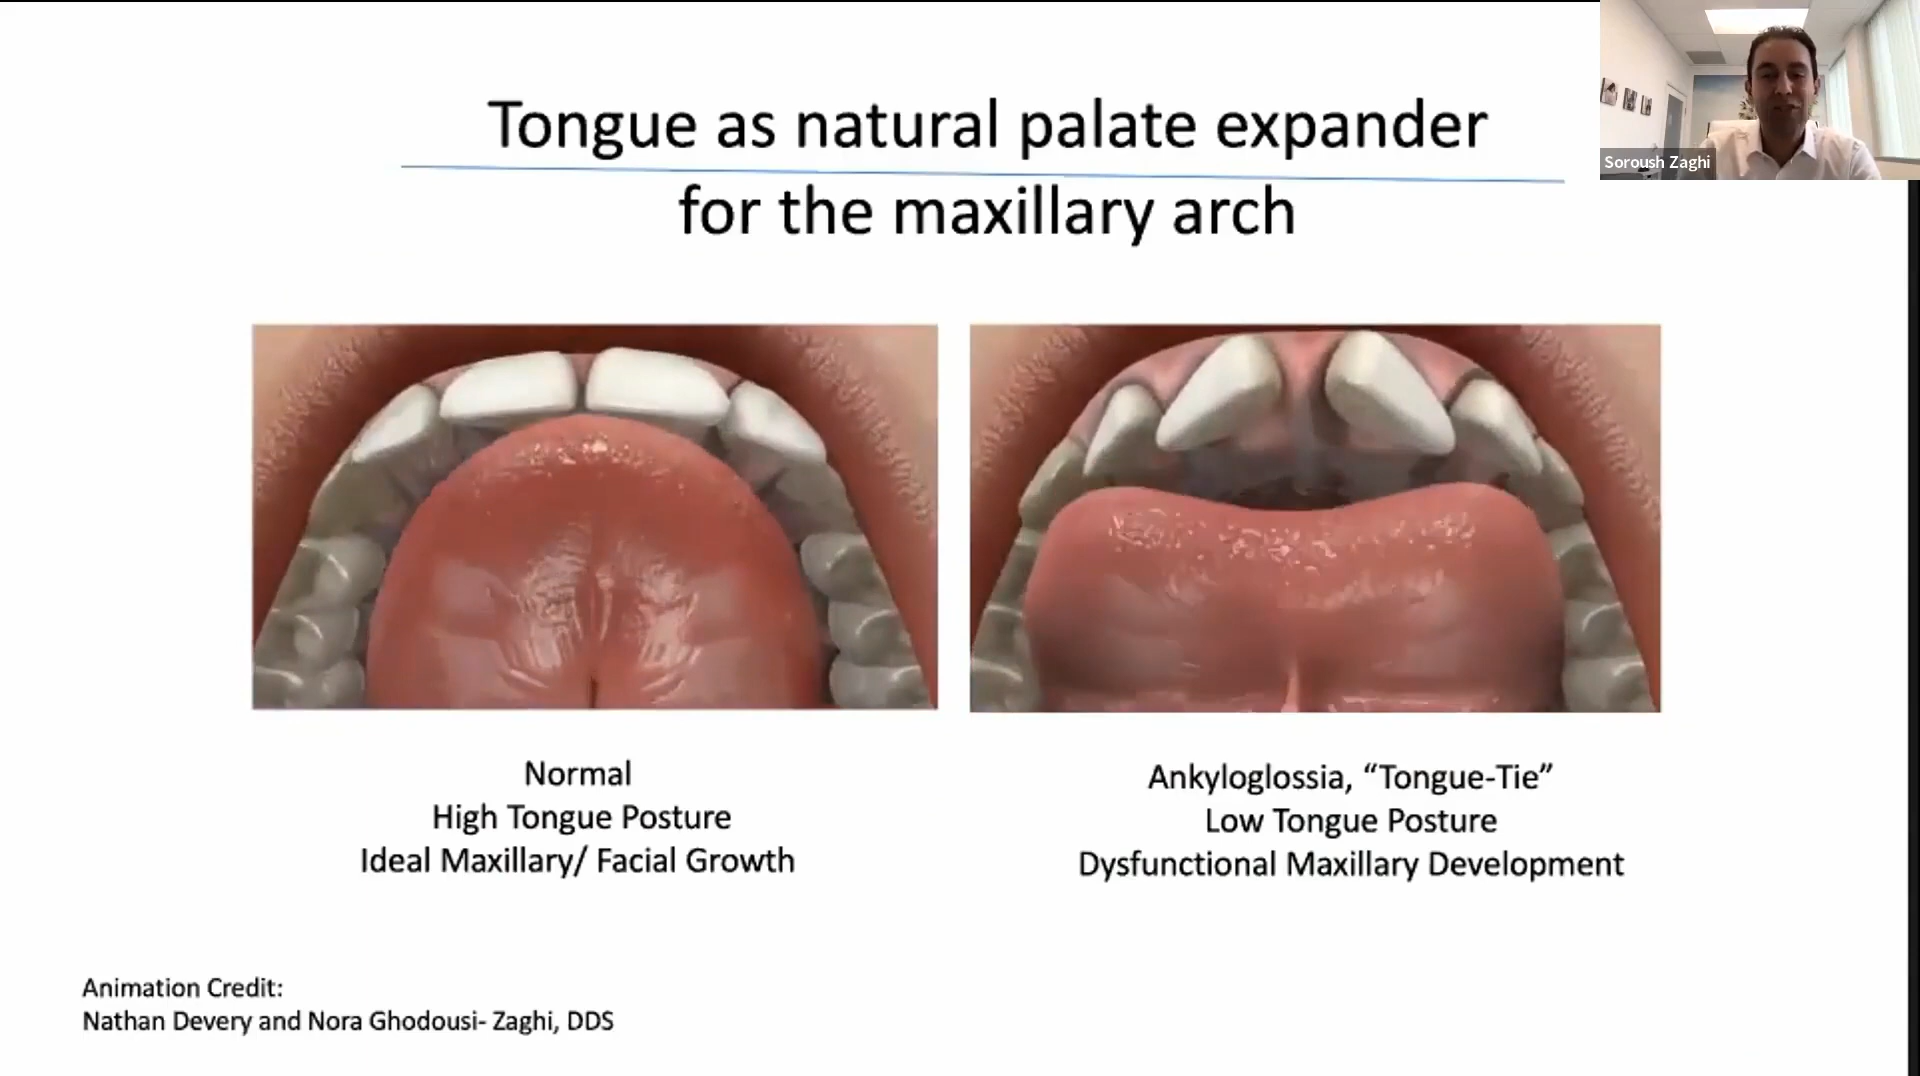 Tongue as natural palate expander
for the maxillary arch
Soroush Zaghi
Normal
High Tongue Posture
Ideal Maxillary/ Facial Growth
Ankyloglossia, “Tongue-Tie”
Low Tongue Posture
Dysfunctional Maxillary Development
Animation Credit:
Nathan Devery and Nora Ghodousi- Zaghi, DDS